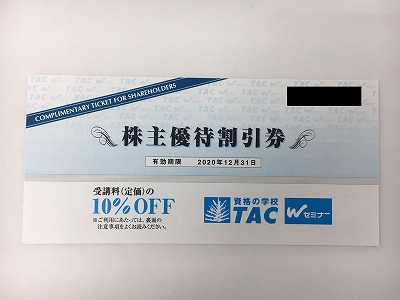 COMPLIMENTARY TICKET FOR SHAREHOLDERS
株主優待割引券
有効期限 2020年12月31日
受講料(定価)の
10%OFF
※ご利用にあたっては、裏面の
注意事項をよくお読みください。
資格の学校
TAC
Wセミナー